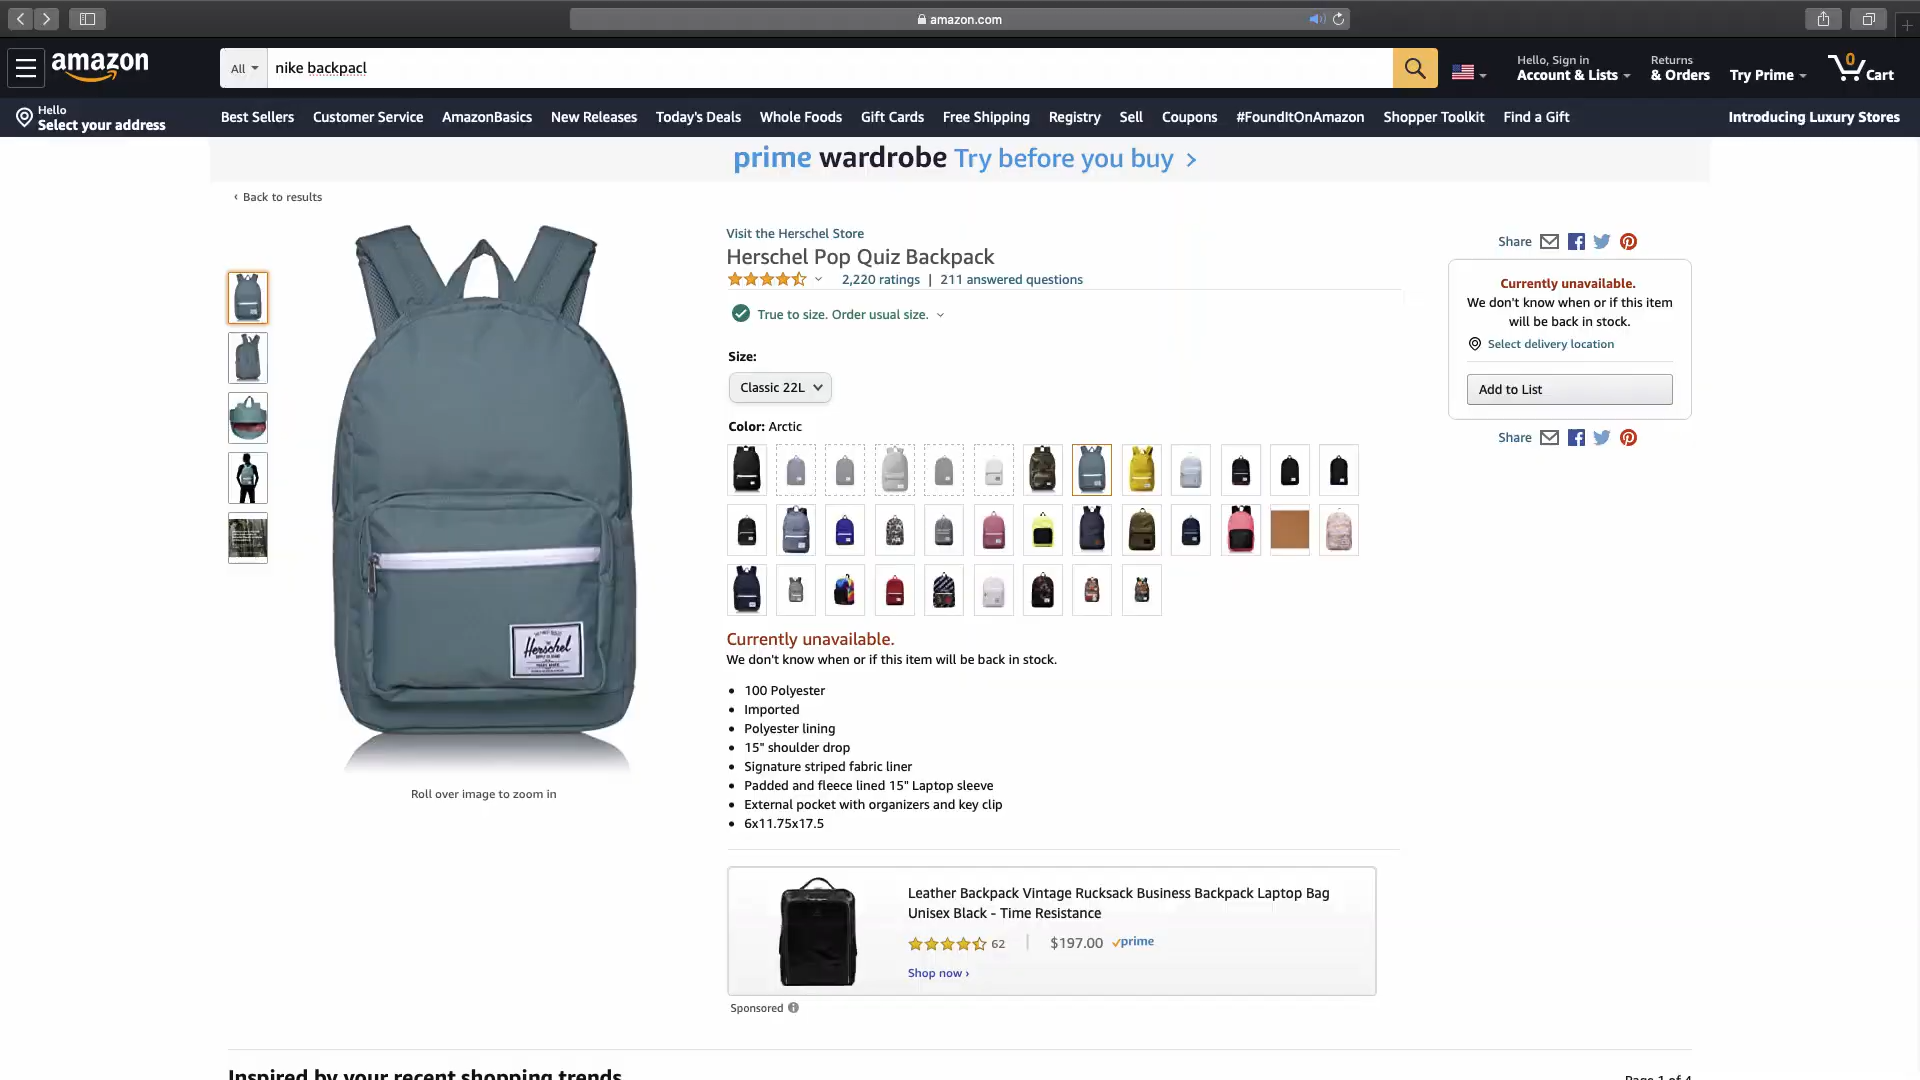 amazon.com
amazon
All
nike backpacl
Hello, Sign in
Account & Lists
Returns
& Orders
Try Prime
0
Cart
Hello
Select your address
Best Sellers
Customer Service
AmazonBasics
New Releases
Today's Deals
Whole Foods
Gift Cards
Free Shipping
Registry
Sell
Coupons
#FoundItOnAmazon
Shopper Toolkit
Find a Gift
Introducing Luxury Stores
prime wardrobe Try before you buy ›
‹ Back to results
Visit the Herschel Store
Herschel Pop Quiz Backpack
2,220 ratings | 211 answered questions
True to size. Order usual size.
Size:
Classic 22L
Color: Arctic
Currently unavailable.
We don't know when or if this item will be back in stock.
• 100 Polyester
• Imported
• Polyester lining
• 15" shoulder drop
• Signature striped fabric liner
• Padded and fleece lined 15" Laptop sleeve
• External pocket with organizers and key clip
• 6x11.75x17.5
Herschel
Roll over image to zoom in
Share
Currently unavailable.
We don't know when or if this item
will be back in stock.
Select delivery location
Add to List
Share
Leather Backpack Vintage Rucksack Business Backpack Laptop Bag
Unisex Black - Time Resistance
62 | $197.00 prime
Shop now ›
Sponsored
Inspired by your recent shopping trends
Page 1 of 4